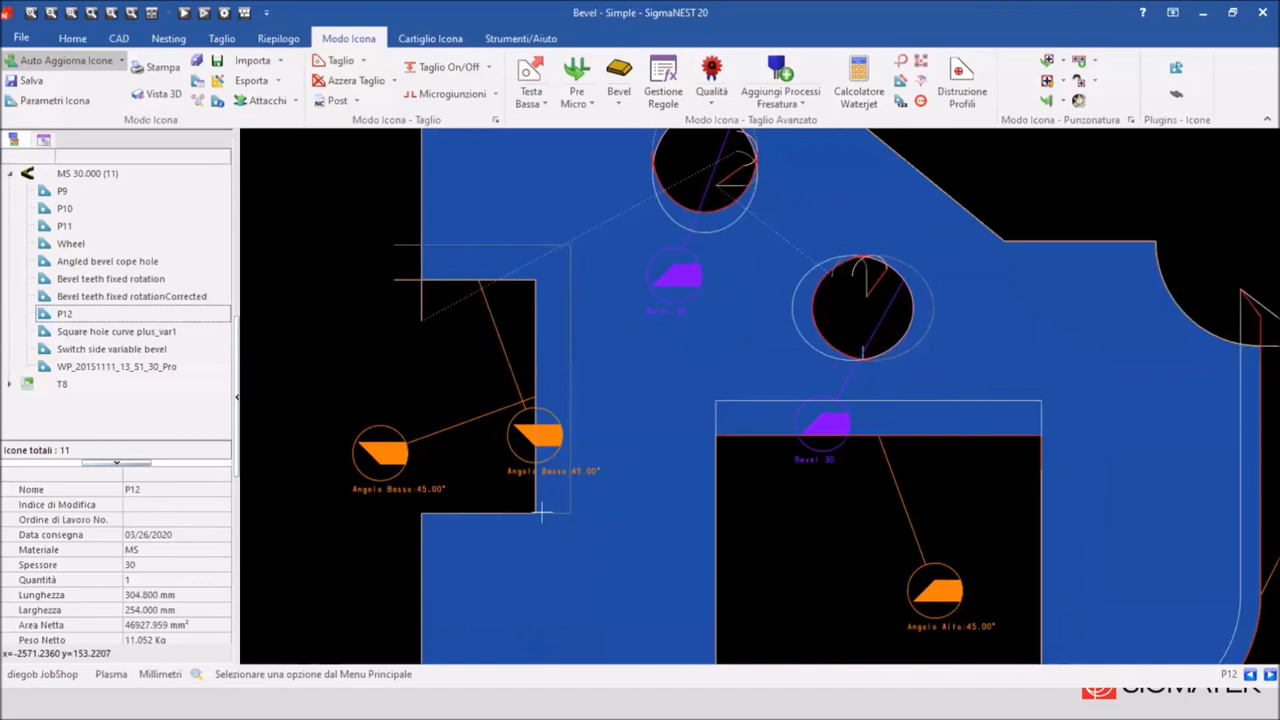 Bevel - Simple - SigmaNEST 20
File
Home
CAD
Nesting
Taglio
Riepilogo
Modo Icona
Cartiglio Icona
Strumenti/Aiuto
Auto Aggiorna Icone
Salva
Parametri Icona
Stampa
Vista 3D
Importa
Esporta
Attacchi
Modo Icona
Taglio
Azzera Taglio
Post
Taglio On/Off
Microgiunzioni
Modo Icona - Taglio
Testa
Bassa
Pre
Micro
Bevel
Gestione
Regole
Qualità
Aggiungi Processi
Fresatura
Calcolatore
Waterjet
Distruzione
Profili
Modo Icona - Taglio Avanzato
Modo Icona - Punzonatura
Plugins - Icone
MS 30.000 (11)
P9
P10
P11
Wheel
Angled bevel cope hole
Bevel teeth fixed rotation
Bevel teeth fixed rotationCorrected
P12
Square hole curve plus_var1
Switch side variable bevel
WP_20151111_13_51_30_Pro
T8
Icone totali : 11
Nome P12
Indice di Modifica
Ordine di Lavoro No.
Data consegna 03/26/2020
Materiale MS
Spessore 30
Quantità 1
Lunghezza 304.800 mm
Larghezza 254.000 mm
Area Netta 46927.959 mm²
Peso Netto 11.052 Kg
x=-2571.2360 y=153.2207
Bevel 3D
Angolo Basso:45.00°
Angolo Basso:45.00°
Bevel 3D
Angolo Alto:45.00°
diegob JobShop
Plasma
Millimetri
Selezionare una opzione dal Menu Principale
P12